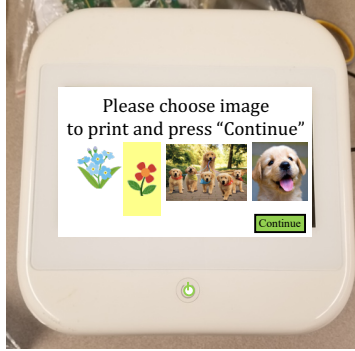 Please choose image
to print and press “Continue”
Continue